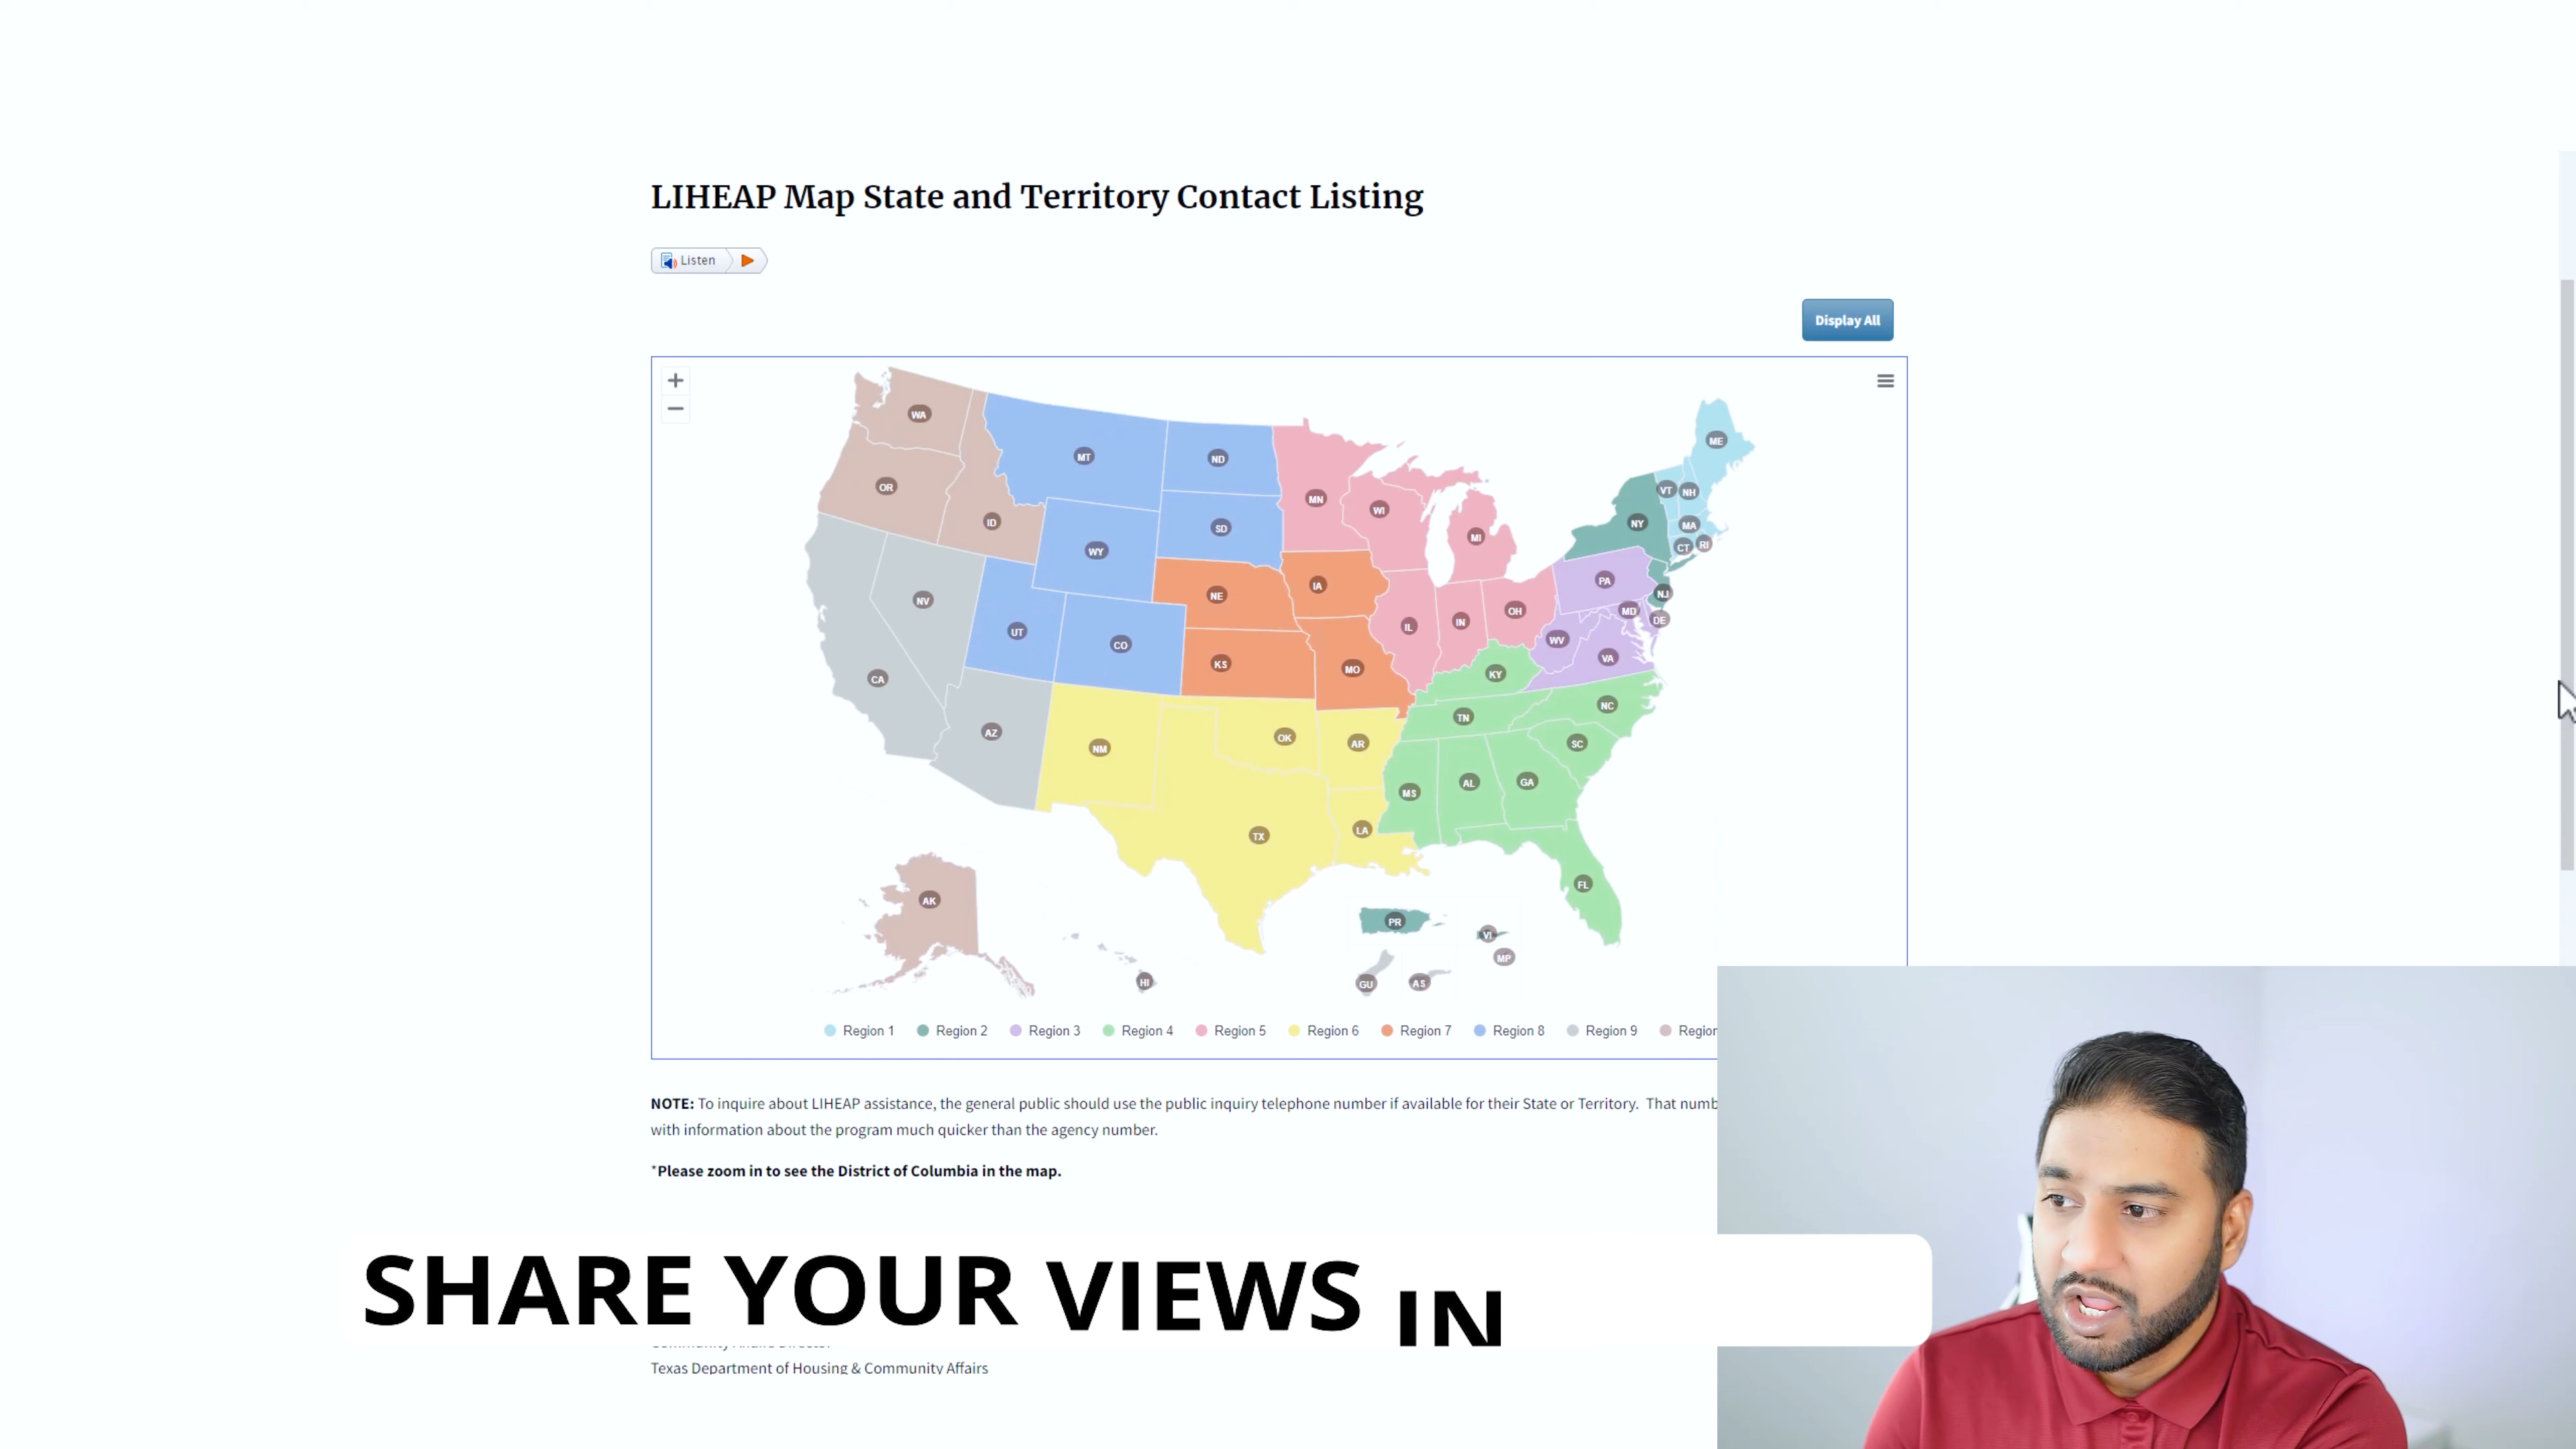 LIHEAP Map State and Territory Contact Listing
Listen
Display All
+
−
WA
MT
ND
MN
ME
OR
ID
SD
WI
MI
VT
NH
NY
MA
CT
RI
WY
NE
IA
PA
NJ
MD
DE
NV
UT
CO
KS
MO
IL
IN
OH
WV
VA
CA
AZ
NM
OK
AR
KY
TN
NC
SC
TX
LA
MS
AL
GA
FL
AK
HI
PR
VI
MP
GU
AS
Region 1 Region 2 Region 3 Region 4 Region 5 Region 6 Region 7 Region 8 Region 9
NOTE: To inquire about LIHEAP assistance, the general public should use the public inquiry telephone number if available for their State or Territory. That
with information about the program much quicker than the agency number.
*Please zoom in to see the District of Columbia in the map.
SHARE YOUR VIEWS IN
Texas Department of Housing & Community Affairs